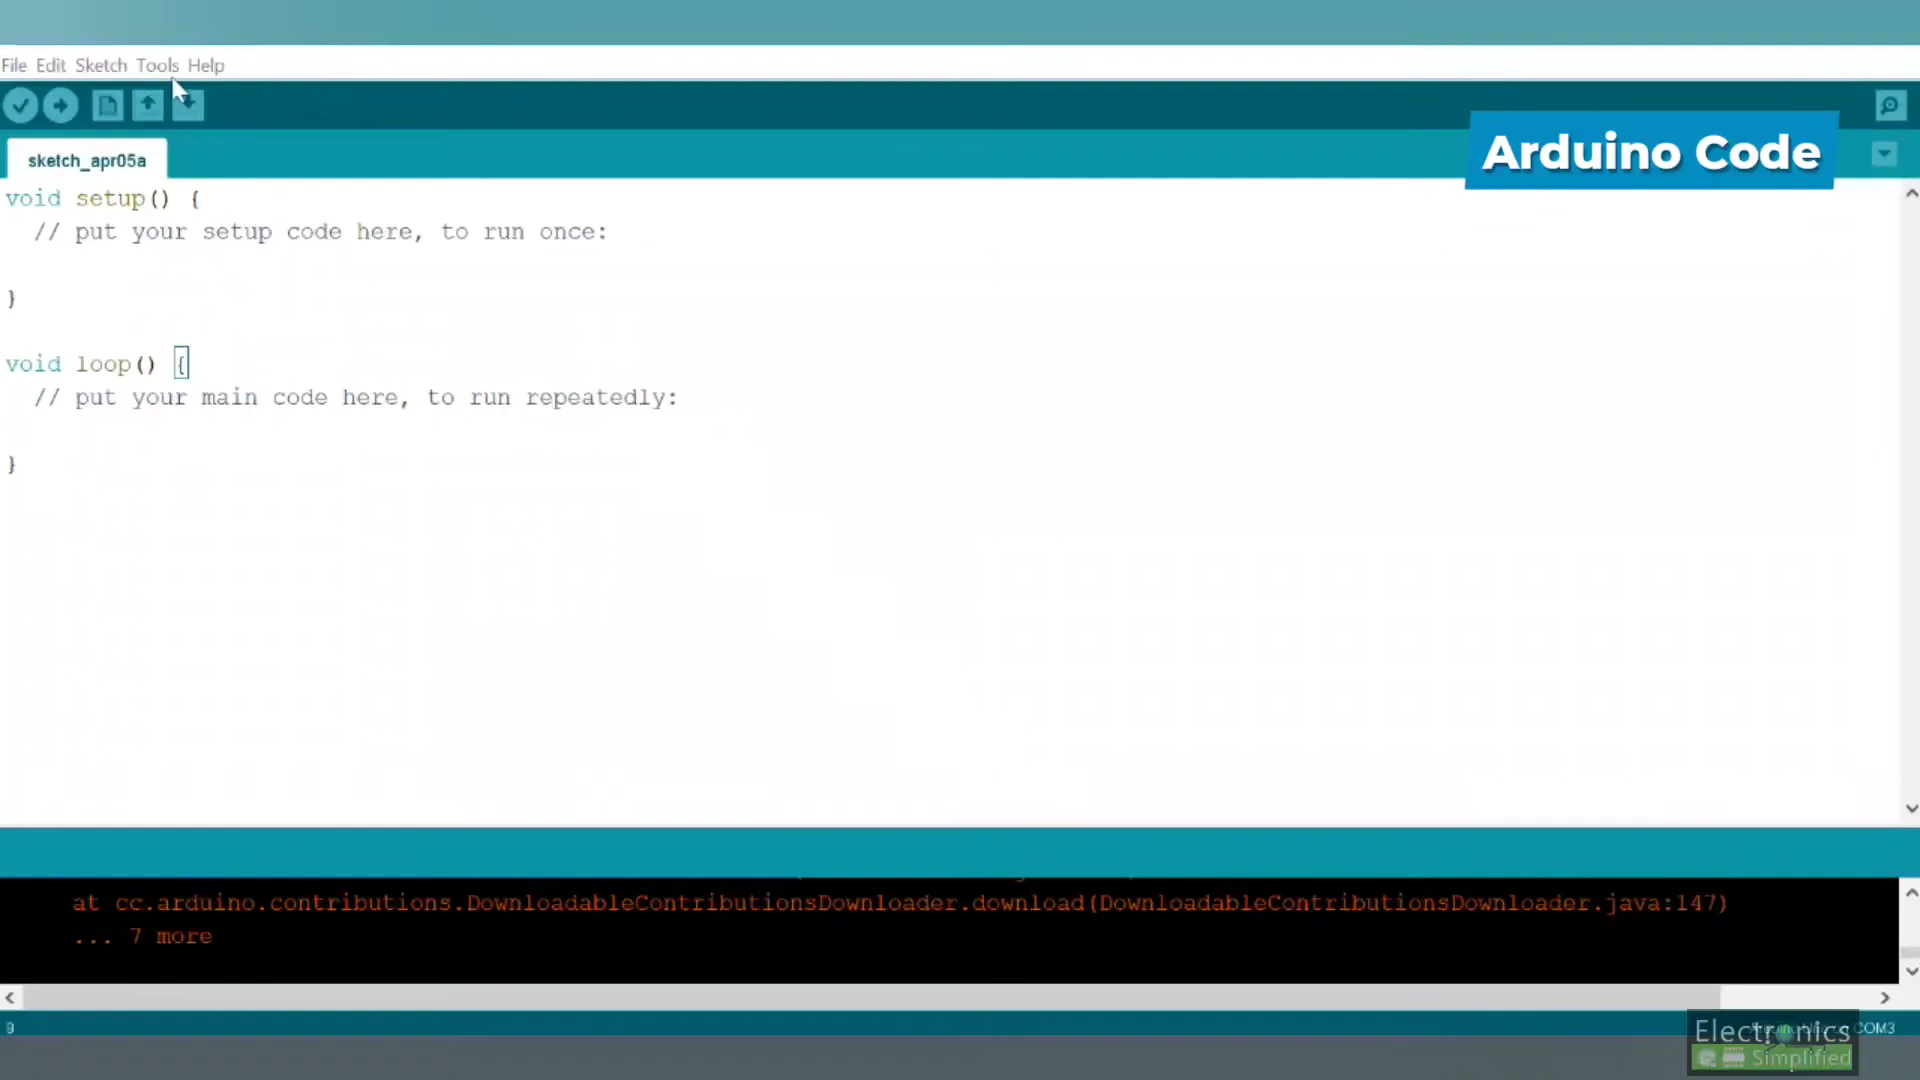 File Edit Sketch Tools Help
Arduino Code
sketch_apr05a
void setup() {
// put your setup code here, to run once:
}
void loop() {
// put your main code here, to run repeatedly:
}
at cc.arduino.contributions.DownloadableContributionsDownloader.download(DownloadableContributionsDownloader.java:147)
... 7 more
9
COM3
Electronics
Simplified